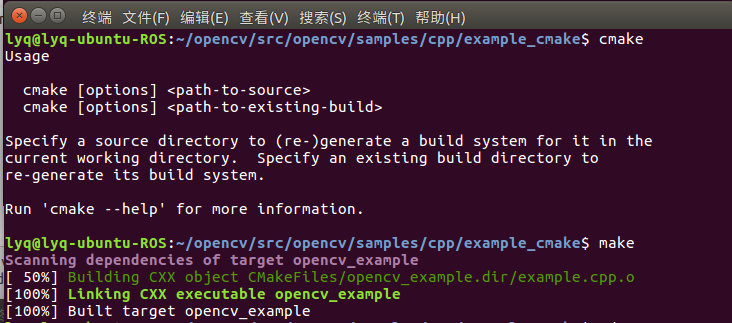 终端 文件(F) 编辑(E) 查看(V) 搜索(S) 终端(T) 帮助(H)
lyq@lyq-ubuntu-ROS:~/opencv/src/opencv/samples/cpp/example_cmake$ cmake
Usage
cmake [options] <path-to-source>
cmake [options] <path-to-existing-build>
Specify a source directory to (re-)generate a build system for it in the
current working directory.  Specify an existing build directory to
re-generate its build system.
Run 'cmake --help' for more information.
lyq@lyq-ubuntu-ROS:~/opencv/src/opencv/samples/cpp/example_cmake$ make
Scanning dependencies of target opencv_example
[ 50%] Building CXX object CMakeFiles/opencv_example.dir/example.cpp.o
[100%] Linking CXX executable opencv_example
[100%] Built target opencv_example